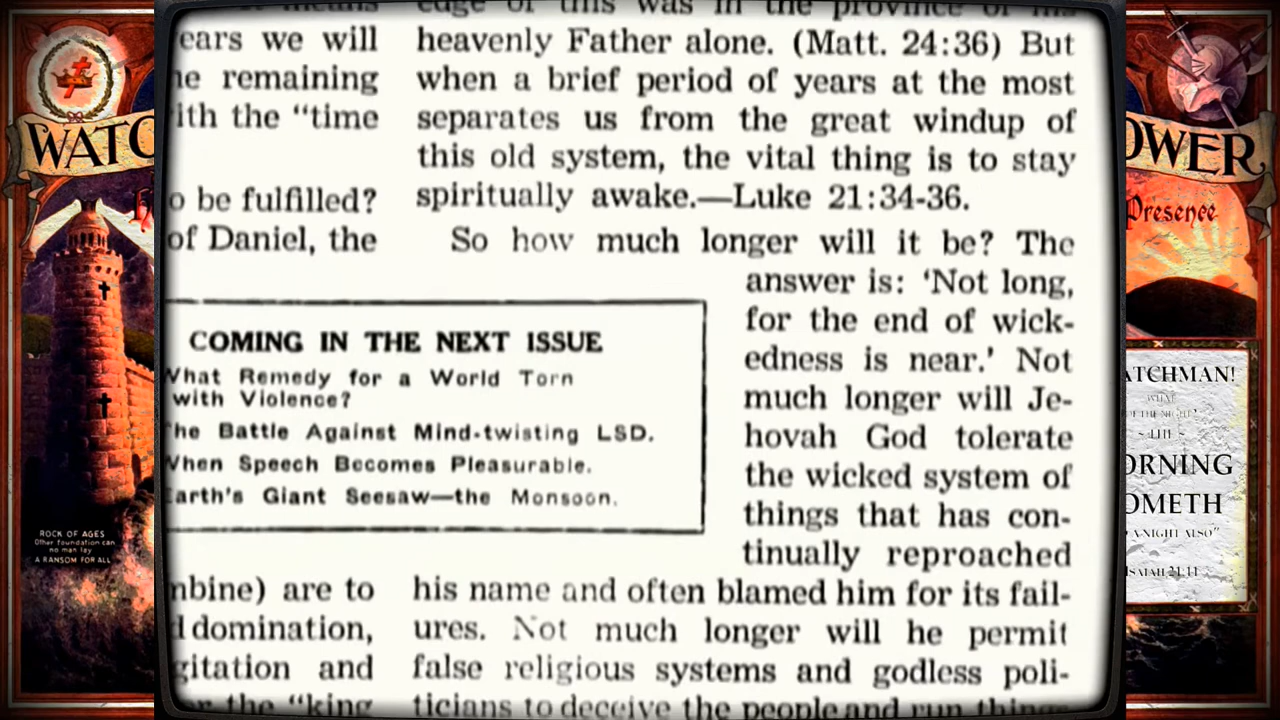 ears we will
remaining
ith the “time
o be fulfilled?
of Daniel, the
COMING IN THE NEXT ISSUE
What Remedy for a World Torn
with Violence?
The Battle Against Mind-twisting LSD.
When Speech Becomes Pleasurable.
Earth's Giant Seesaw—the Monsoon.
nbine) are to
domination,
gitation and
the “king
edge of this was in the province of his
heavenly Father alone. (Matt. 24:36) But
when a brief period of years at the most
separates us from the great windup of
this old system, the vital thing is to stay
spiritually awake.—Luke 21:34-36.
So how much longer will it be? The
answer is: ‘Not long,
for the end of wick-
edness is near.’ Not
much longer will Je-
hovah God tolerate
the wicked system of
things that has con-
tinually reproached
his name and often blamed him for its fail-
ures. Not much longer will he permit
false religious systems and godless poli-
ticians to deceive the people and run things
WATC
ROCK OF AGES
Other foundation can
no man lay
A RANSOM FOR ALL
OWER
Presence
ATCHMAN!
ORNING
OMETH
A NIGHT ALSO”